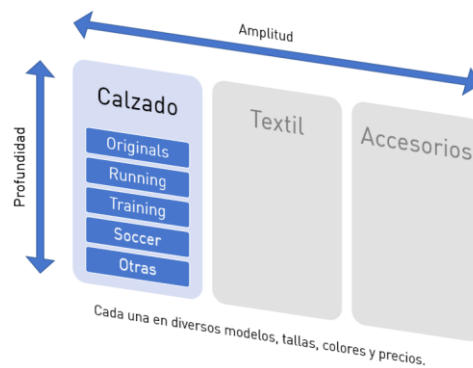 Amplitud
Profundidad
Calzado
Originals
Running
Training
Soccer
Otras
Textil
Accesorios
Cada una en diversos modelos, tallas, colores y precios.